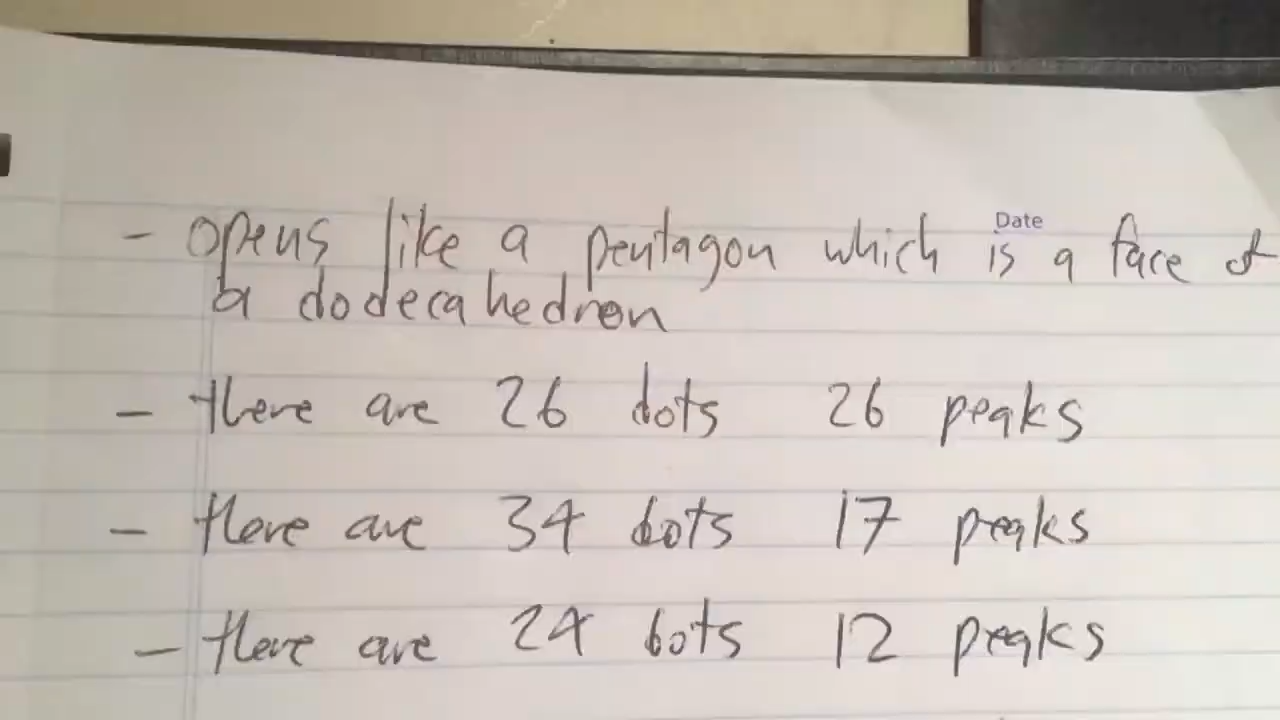 Date
- opens like a pentagon which is a face of
a dodecahedron
- there are 26 dots 26 peaks
- there are 34 dots 17 peaks
- there are 24 dots 12 peaks